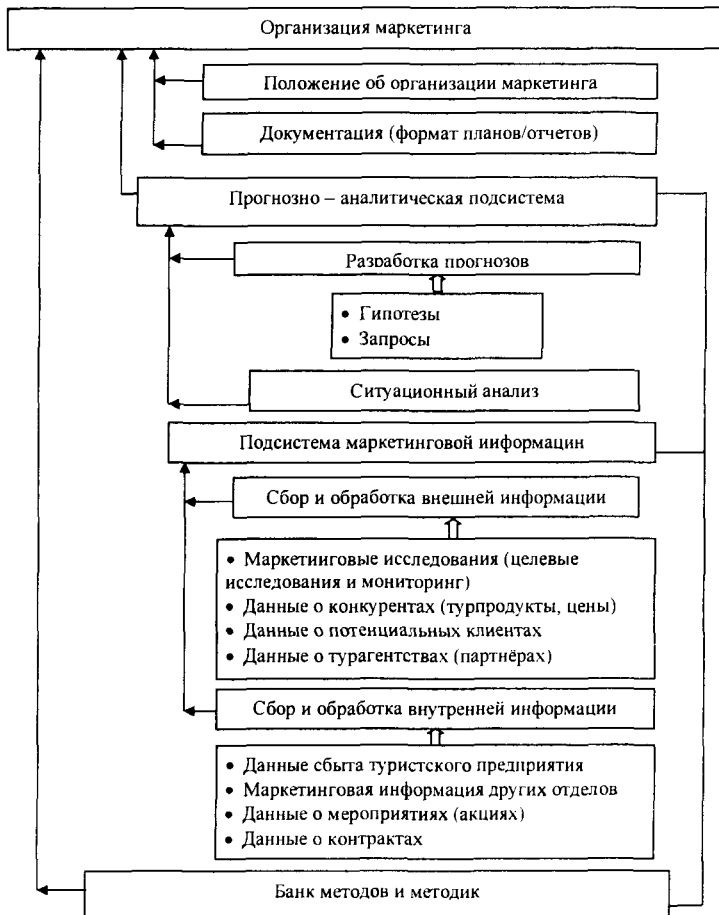 Организация маркетинга
Положение об организации маркетинга
Документация (формат планов/отчетов)
Прогнозно – аналитическая подсистема
Разработка прогнозов
• Гипотезы
• Запросы
Ситуационный анализ
Подсистема маркетинговой информации
Сбор и обработка внешней информации
• Маркетинговые исследования (целевые
исследования и мониторинг)
• Данные о конкурентах (турпродукты, цены)
• Данные о потенциальных клиентах
• Данные о турагентствах (партнёрах)
Сбор и обработка внутренней информации
• Данные сбыта туристского предприятия
• Маркетинговая информация других отделов
• Данные о мероприятиях (акциях)
• Данные о контрактах
Банк методов и методик